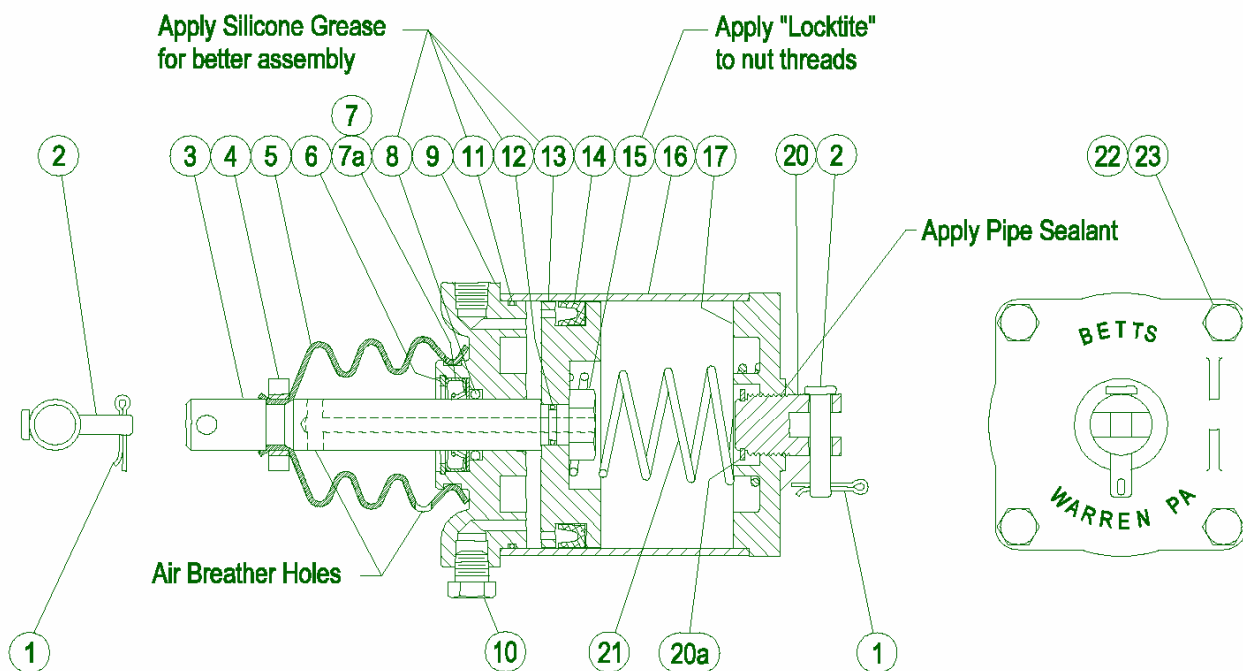 Apply Silicone Grease
for better assembly
Apply "Locktite"
to nut threads
7
2
3
4
5
6
7a
8
9
11
12
13
14
15
16
17
20
2
22
23
Apply Pipe Sealant
BETTS
WARREN PA
Air Breather Holes
1
10
21
20a
1